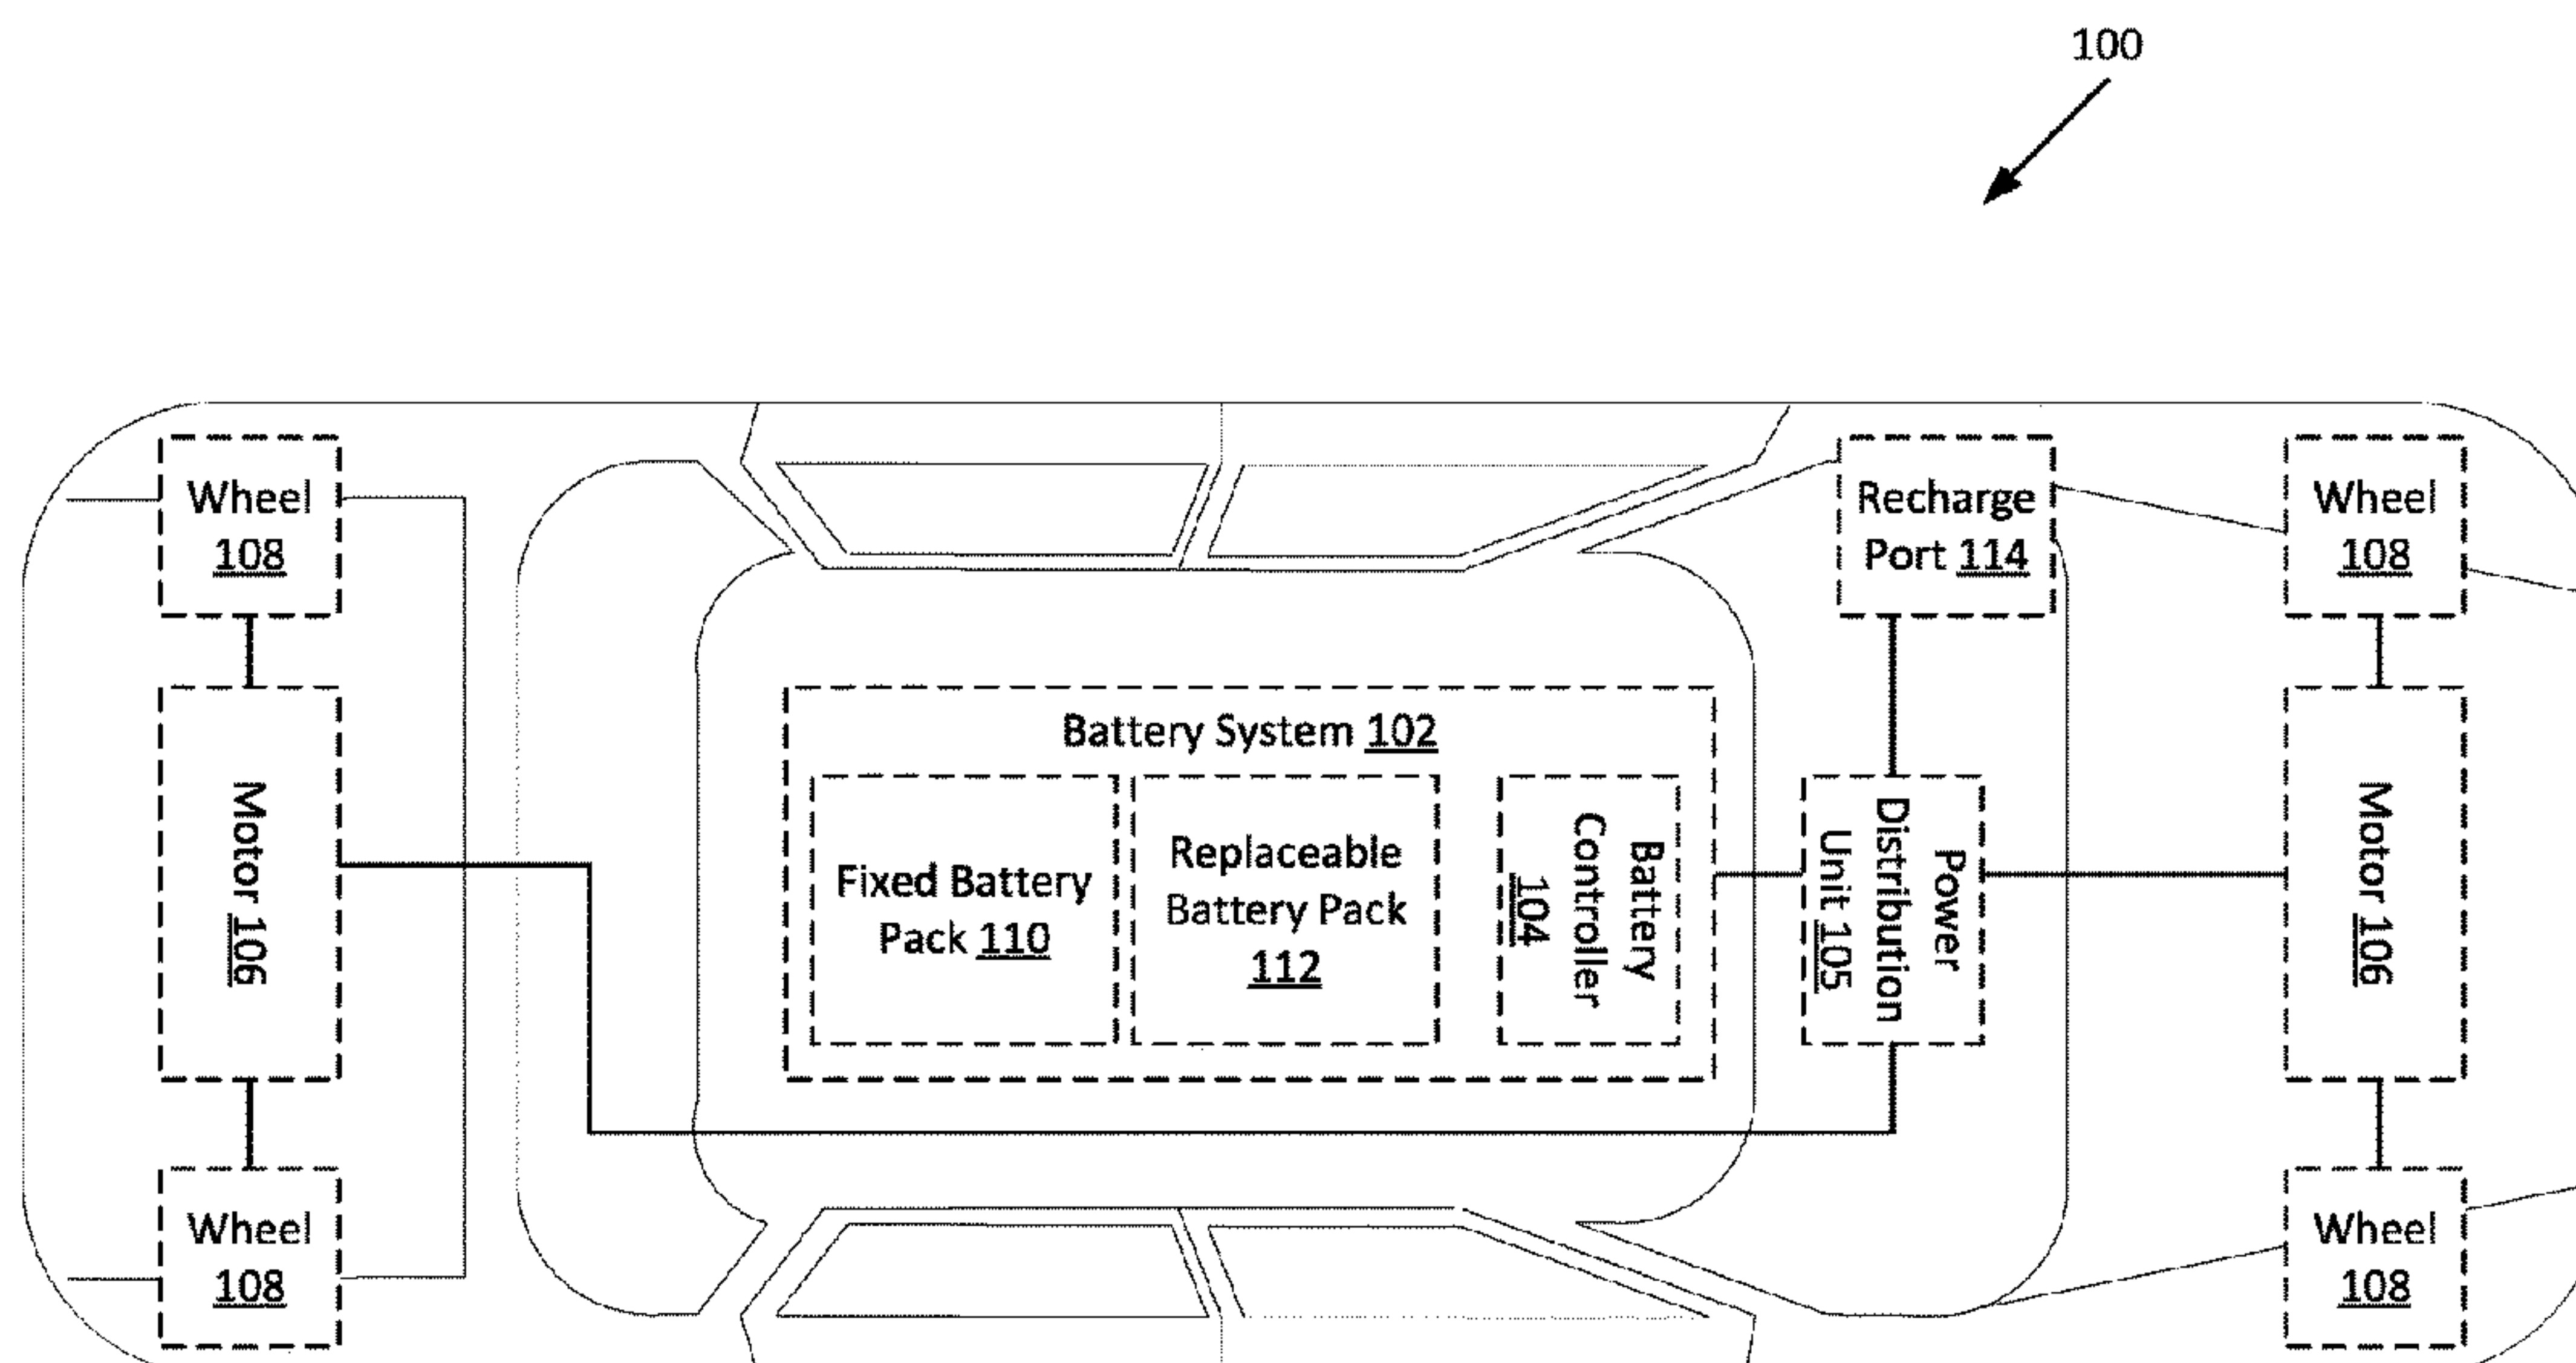 100
Wheel
108
Recharge
Port 114
Wheel
108
Battery System 102
Motor 106
Fixed Battery
Pack 110
Replaceable
Battery Pack
112
Battery
Controller
104
Power
Distribution
Unit 105
Motor 106
Wheel
108
Wheel
108